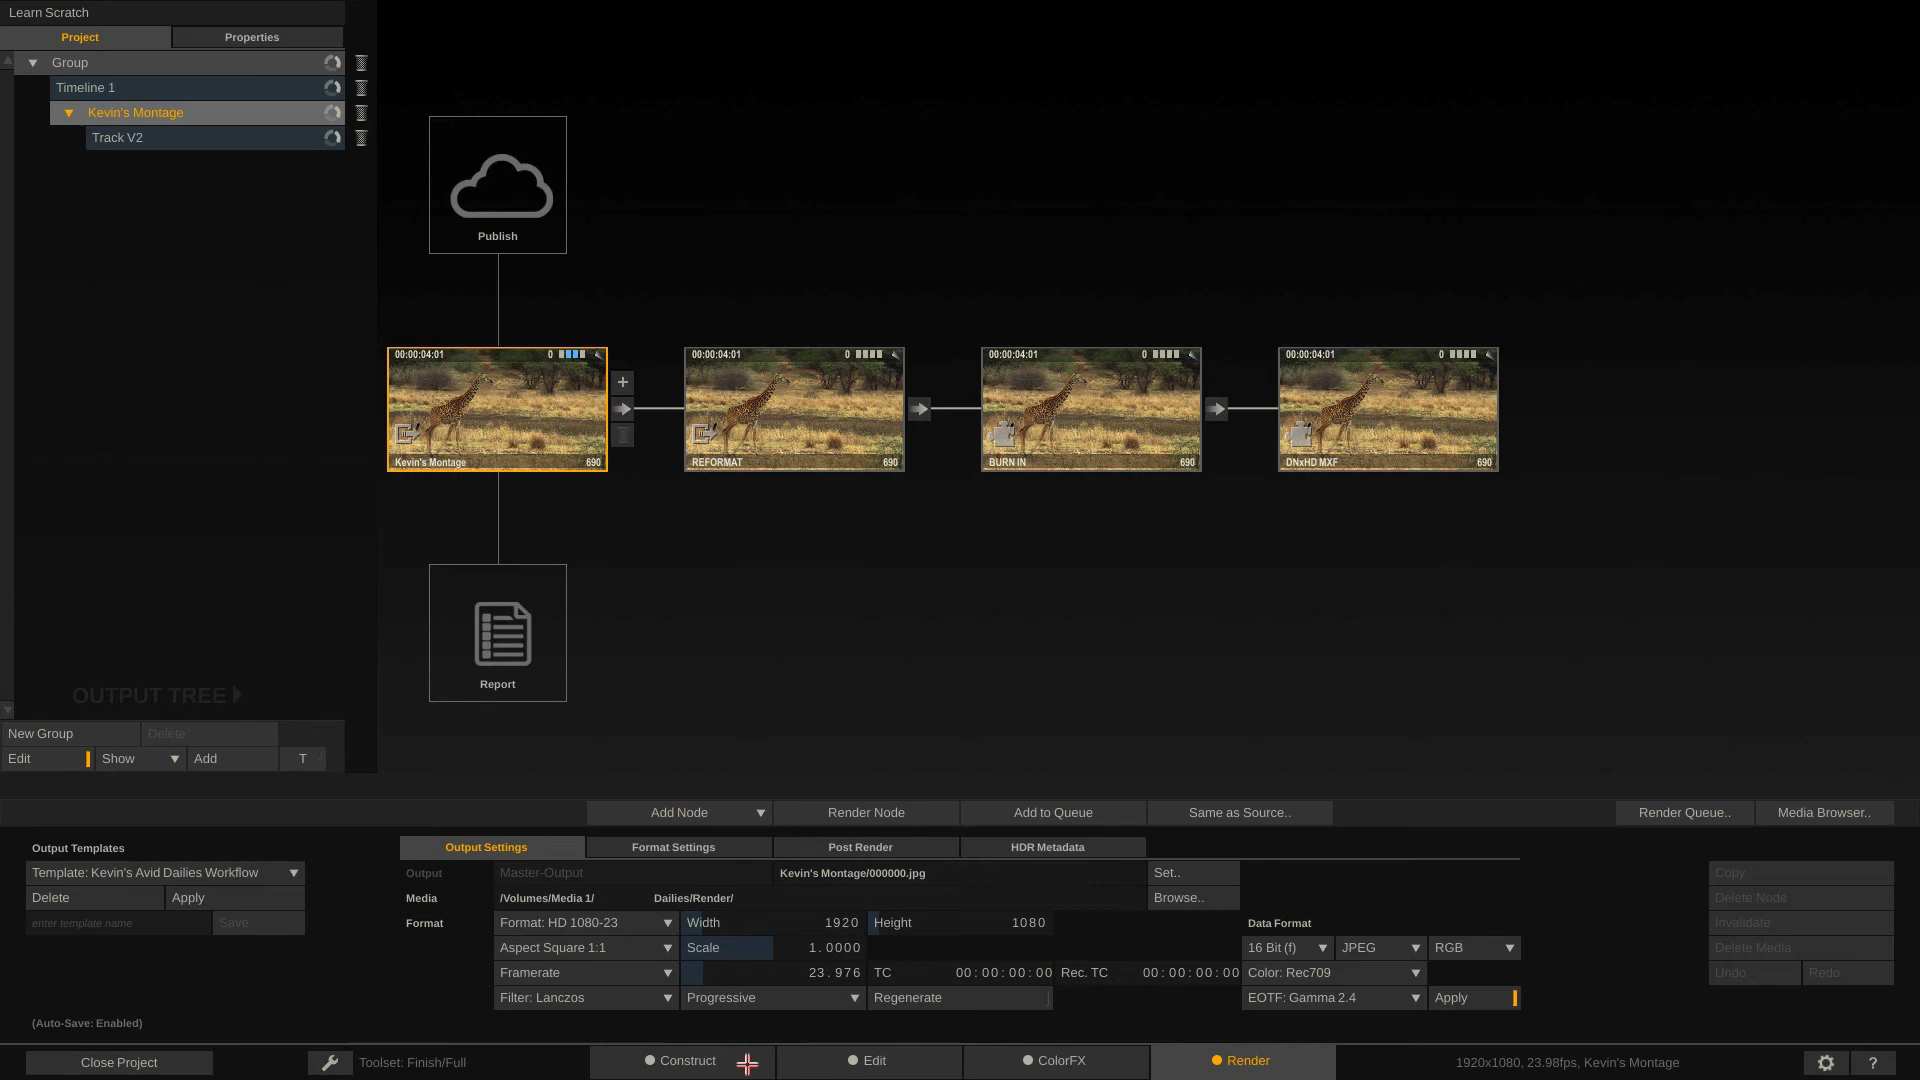 Learn Scratch
Project
Properties
Group
Timeline 1
Kevin's Montage
Track V2
Publish
00:00:04:01 0
Kevin's Montage 690
00:00:04:01 0
REFORMAT 690
00:00:04:01 0
BURN IN 690
00:00:04:01 0
DNxHD MXF 690
Report
OUTPUT TREE
New Group Delete
Edit Show Add T
Add Node Render Node Add to Queue Same as Source.. Render Queue.. Media Browser..
Output Templates
Template: Kevin's Avid Dailies Workflow
Delete Apply
enter template name Save
(Auto-Save: Enabled)
Output Settings Format Settings Post Render HDR Metadata
Output Master-Output Kevin's Montage/000000.jpg Set..
Media /Volumes/Media 1/ Dailies/Render/ Browse..
Format Format: HD 1080-23 Width 1920 Height 1080 Data Format
Aspect Square 1:1 Scale 1.0000 16 Bit (f) JPEG RGB
Framerate 23.976 TC 00:00:00:00 Rec. TC 00:00:00:00 Color: Rec709
Filter: Lanczos Progressive Regenerate EOTF: Gamma 2.4 Apply
Copy
Delete Node
Invalidate
Delete Media
Undo Redo
Close Project Toolset: Finish/Full Construct Edit ColorFX Render 1920x1080, 23.98fps, Kevin's Montage ?